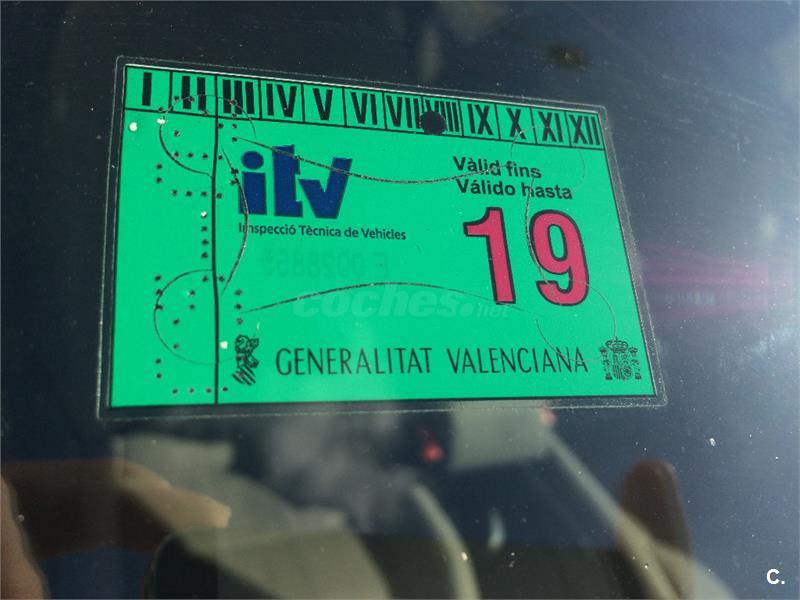 I II III IV V VI VII VIII IX X XI XII
itv
Inspecció Tècnica de Vehicles
Vàlid fins
Válido hasta
19
coches.net
GENERALITAT VALENCIANA
C.